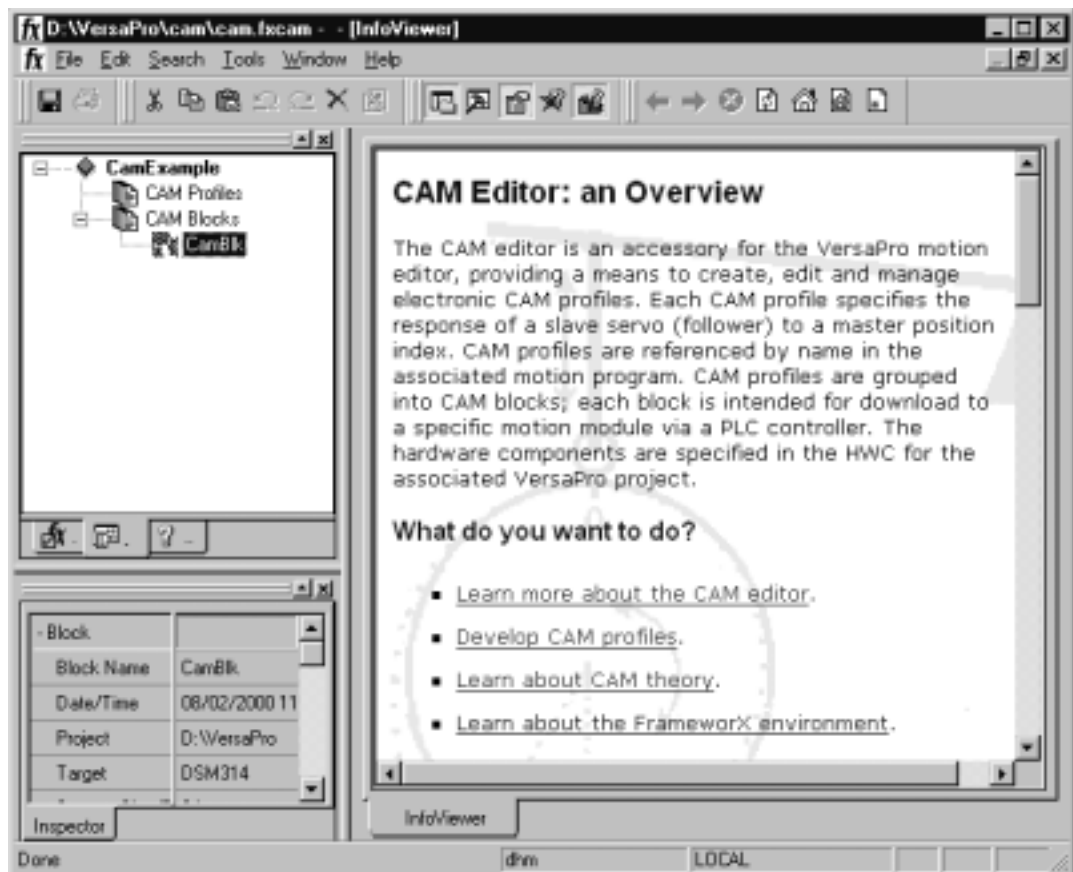 fx D:\VersaPro\cam\cam.fxcam - - [InfoViewer]
fx File Edit Search Tools Window Help
CamExample
CAM Profiles
CAM Blocks
CamBlk
CAM Editor: an Overview
The CAM editor is an accessory for the VersaPro motion
editor, providing a means to create, edit and manage
electronic CAM profiles. Each CAM profile specifies the
response of a slave servo (follower) to a master position
index. CAM profiles are referenced by name in the
associated motion program. CAM profiles are grouped
into CAM blocks; each block is intended for download to
a specific motion module via a PLC controller. The
hardware components are specified in the HWC for the
associated VersaPro project.
What do you want to do?
▪ Learn more about the CAM editor.
▪ Develop CAM profiles.
▪ Learn about CAM theory.
▪ Learn about the FrameworX environment.
- Block
Block Name CamBlk
Date/Time 08/02/2000 11
Project D:\VersaPro
Target DSM314
Inspector
InfoViewer
Done dhm LOCAL